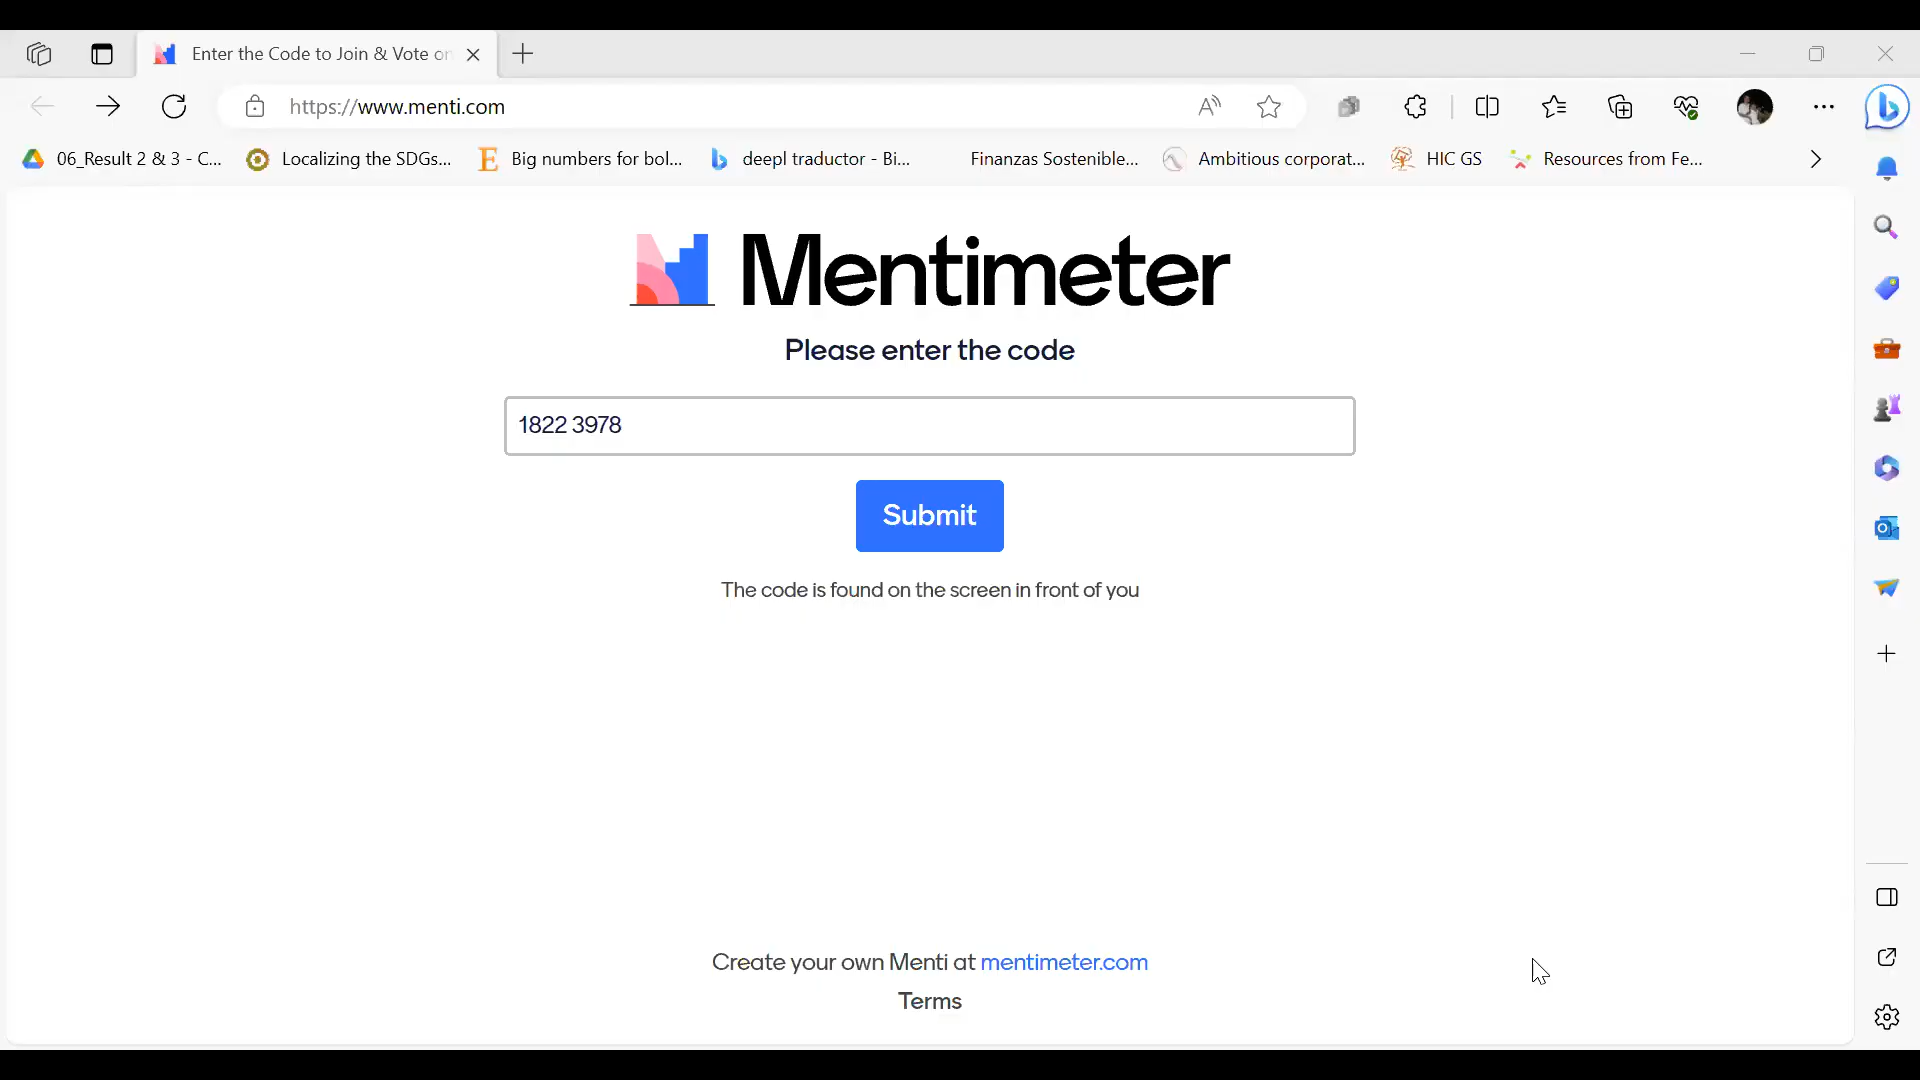 Enter the Code to Join & Vote on
https://www.menti.com
06_Result 2 & 3 - C...
Localizing the SDGs...
Big numbers for bol...
deepl traductor - Bi...
Finanzas Sostenible...
Ambitious corporat...
HIC GS
Resources from Fe...
Mentimeter
Please enter the code
1822 3978
Submit
The code is found on the screen in front of you
Create your own Menti at mentimeter.com
Terms